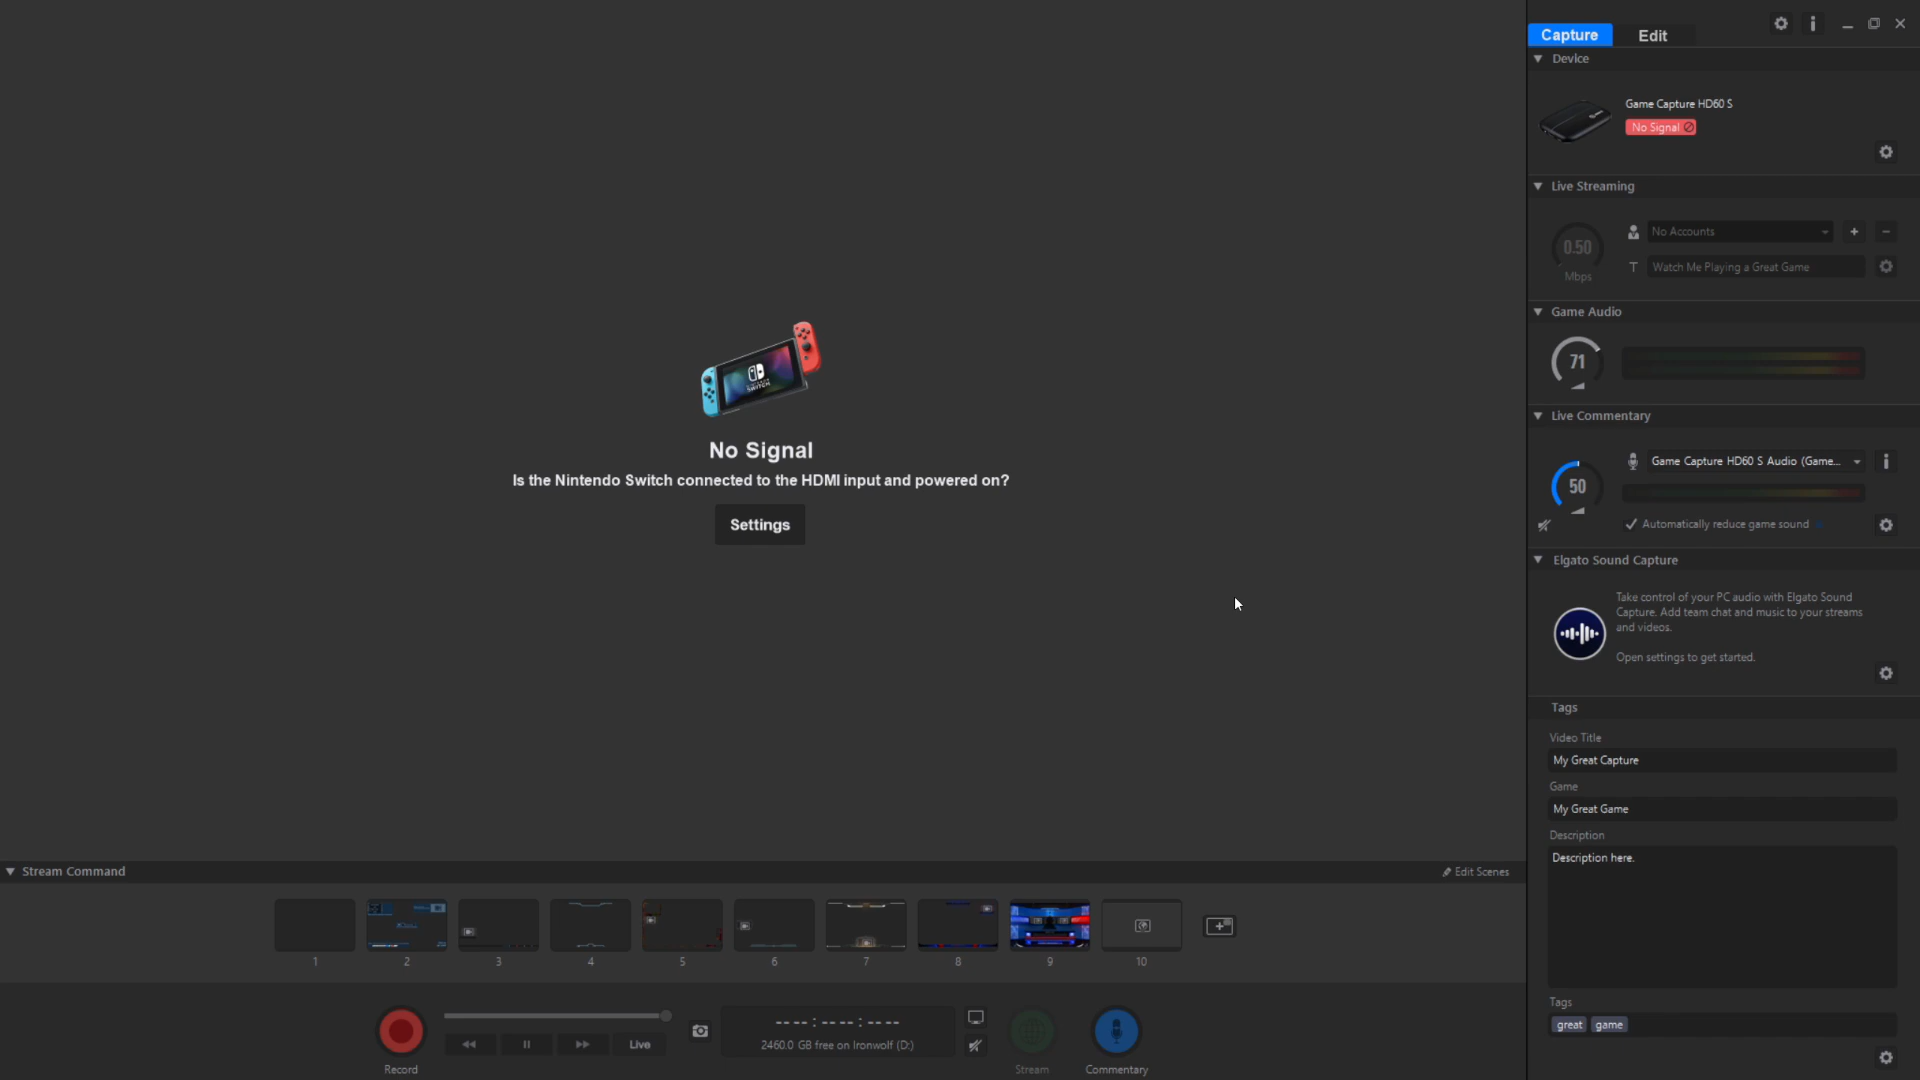 Capture
Edit
Device
Game Capture HD60 S
No Signal
Live Streaming
0.50
Mbps
No Accounts
T
Watch Me Playing a Great Game
Game Audio
71
Live Commentary
50
Game Capture HD60 S Audio (Game...
Automatically reduce game sound
Elgato Sound Capture
Take control of your PC audio with Elgato Sound
Capture. Add team chat and music to your streams
and videos.
Open settings to get started.
Tags
Video Title
My Great Capture
Game
My Great Game
Description
Description here.
Tags
great
game
No Signal
Is the Nintendo Switch connected to the HDMI input and powered on?
Settings
Stream Command
Edit Scenes
1
2
3
4
5
6
7
8
9
10
Live
Record
-- -- : -- -- : -- --
2460.0 GB free on Ironwolf (D:)
Stream
Commentary